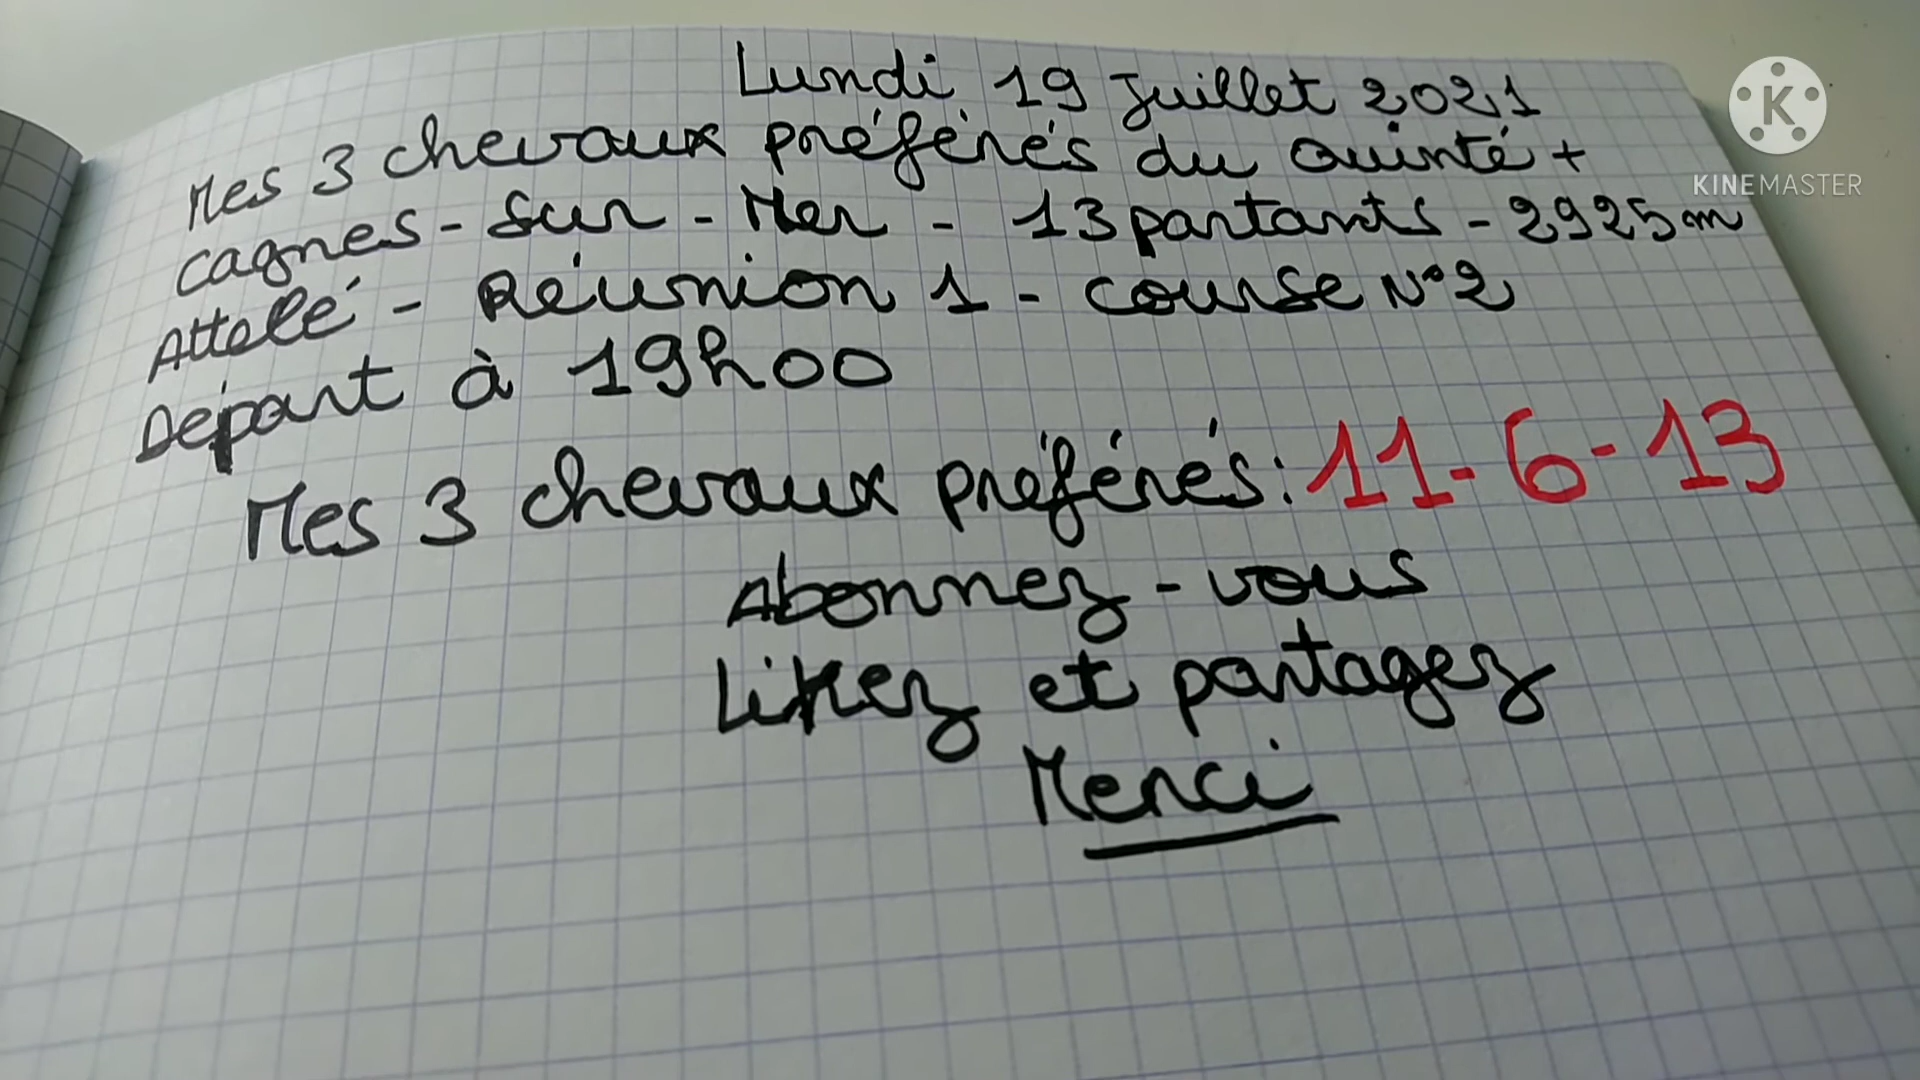 Lundi 19 Juillet 2021
Mes 3 chevaux préférés du Quinté +
Cagnes - Sur - Mer - 13 partants - 2925m
Attelé - Réunion 1 - Course N°2
Départ à 19h00
Mes 3 chevaux préférés : 11 - 6 - 13
Abonnez - vous
Likez et partagez
Merci
K
KINEMASTER